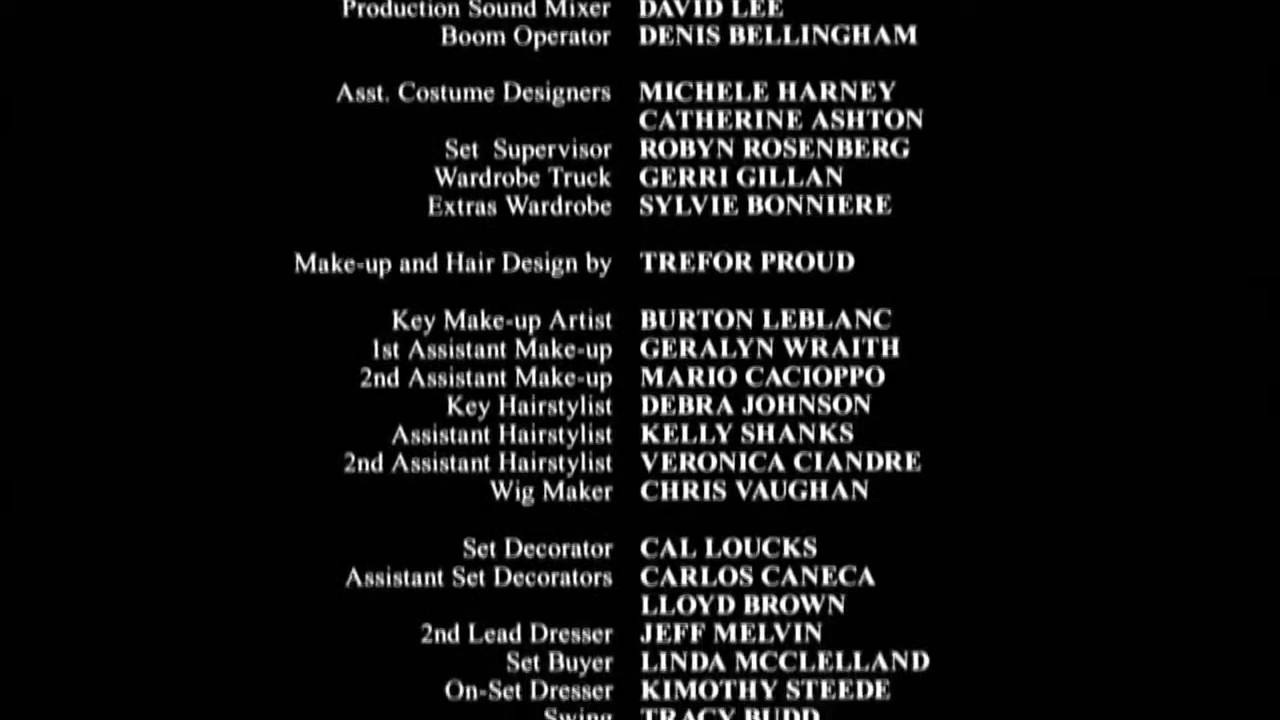 Production Sound Mixer DAVID LEE
Boom Operator DENIS BELLINGHAM
Asst. Costume Designers MICHELE HARNEY
CATHERINE ASHTON
Set Supervisor ROBYN ROSENBERG
Wardrobe Truck GERRI GILLAN
Extras Wardrobe SYLVIE BONNIERE
Make-up and Hair Design by TREFOR PROUD
Key Make-up Artist BURTON LEBLANC
1st Assistant Make-up GERALYN WRAITH
2nd Assistant Make-up MARIO CACIOPPO
Key Hairstylist DEBRA JOHNSON
Assistant Hairstylist KELLY SHANKS
2nd Assistant Hairstylist VERONICA CIANDRE
Wig Maker CHRIS VAUGHAN
Set Decorator CAL LOUCKS
Assistant Set Decorators CARLOS CANECA
LLOYD BROWN
2nd Lead Dresser JEFF MELVIN
Set Buyer LINDA MCCLELLAND
On-Set Dresser KIMOTHY STEEDE
Swing TRACY BUDD